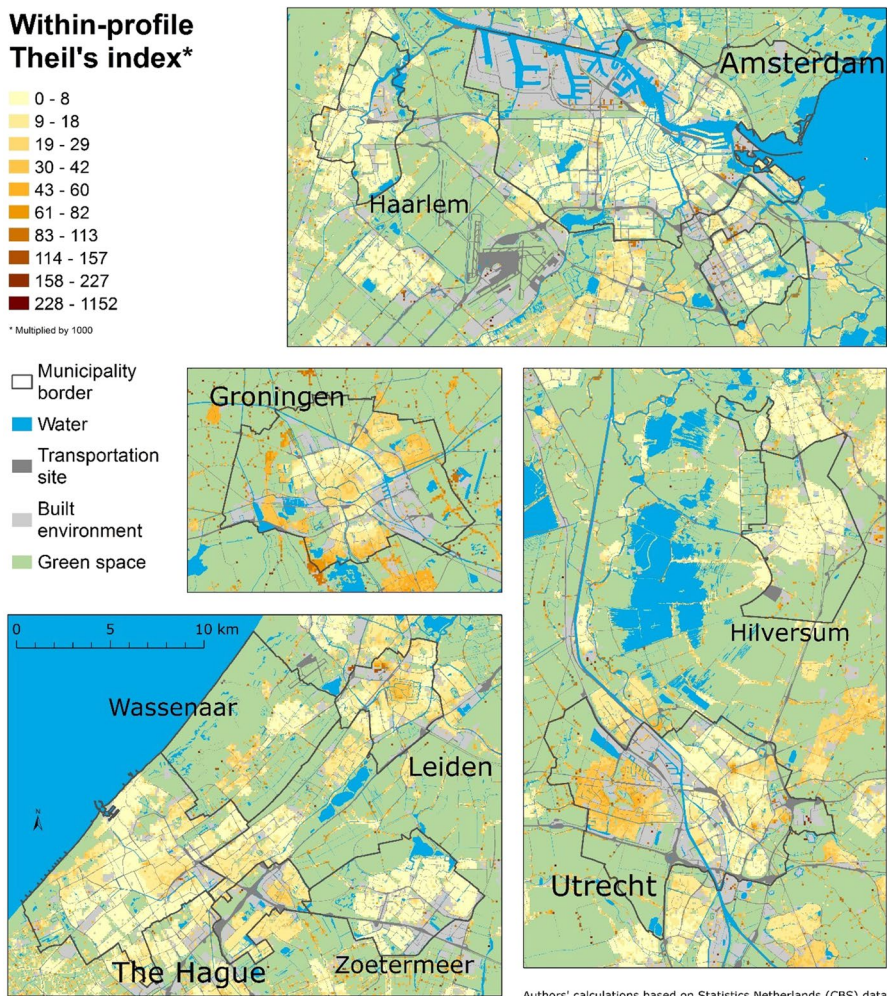 Within-profile
Theil's index*
0 - 8
9 - 18
19 - 29
30 - 42
43 - 60
61 - 82
83 - 113
114 - 157
158 - 227
228 - 1152
* Multiplied by 1000
Municipality
border
Water
Transportation
site
Built
environment
Green space
Amsterdam
Haarlem
Groningen
Hilversum
Utrecht
0 5 10 km
Wassenaar
Leiden
N
The Hague
Zoetermeer
Authors' calculations based on Statistics Netherlands (CBS) data